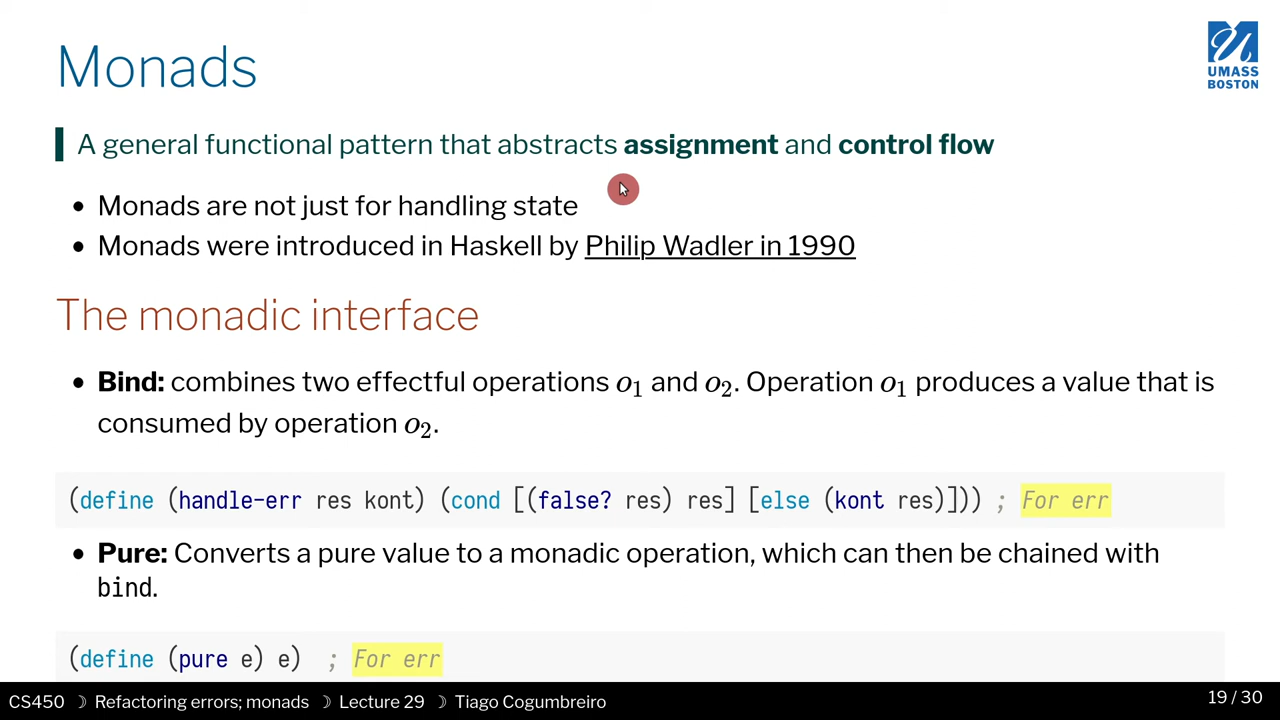 Monads
UMASS
BOSTON
A general functional pattern that abstracts assignment and control flow
• Monads are not just for handling state
• Monads were introduced in Haskell by Philip Wadler in 1990
The monadic interface
• Bind: combines two effectful operations o₁ and o₂. Operation o₁ produces a value that is
consumed by operation o₂.
(define (handle-err res kont) (cond [(false? res) res] [else (kont res)])) ; For err
• Pure: Converts a pure value to a monadic operation, which can then be chained with
bind.
(define (pure e) e) ; For err
CS450 ☽ Refactoring errors; monads ☽ Lecture 29 ☽ Tiago Cogumbreiro
19 / 30